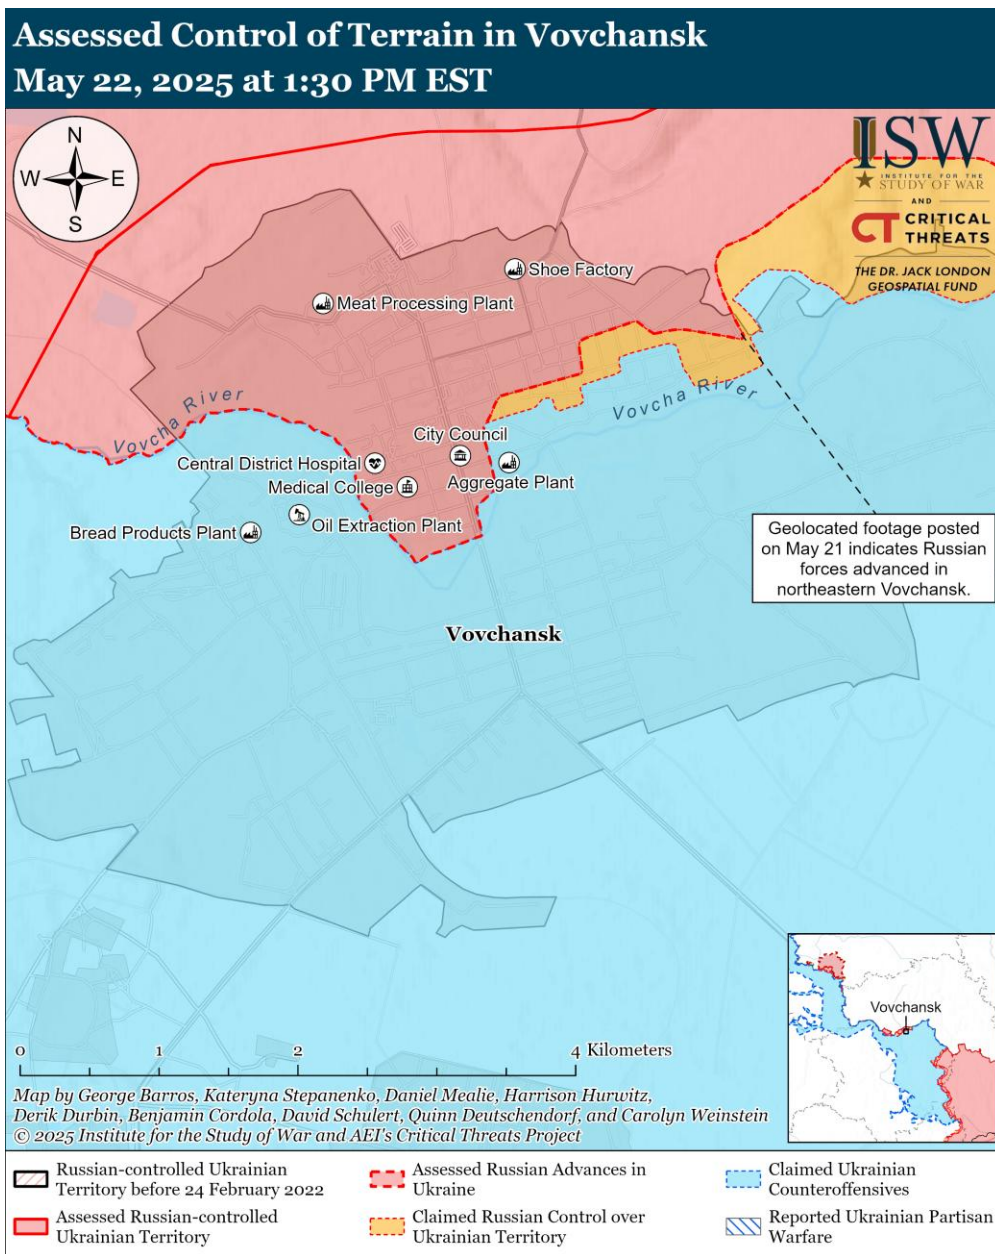 Assessed Control of Terrain in Vovchansk
May 22, 2025 at 1:30 PM EST
N
W
E
S
ISW
INSTITUTE FOR THE
STUDY OF WAR
AND
CT CRITICAL
THREATS
THE DR. JACK LONDON
GEOSPATIAL FUND
Shoe Factory
Meat Processing Plant
Vovcha River
Vovcha River
City Council
Central District Hospital
Medical College
Aggregate Plant
Oil Extraction Plant
Bread Products Plant
Geolocated footage posted
on May 21 indicates Russian
forces advanced in
northeastern Vovchansk.
Vovchansk
Vovchansk
0 1 2 4 Kilometers
Map by George Barros, Kateryna Stepanenko, Daniel Mealie, Harrison Hurwitz,
Derik Durbin, Benjamin Cordola, David Schulert, Quinn Deutschendorf, and Carolyn Weinstein
© 2025 Institute for the Study of War and AEI's Critical Threats Project
Russian-controlled Ukrainian
Territory before 24 February 2022
Assessed Russian-controlled
Ukrainian Territory
Assessed Russian Advances in
Ukraine
Claimed Russian Control over
Ukrainian Territory
Claimed Ukrainian
Counteroffensives
Reported Ukrainian Partisan
Warfare